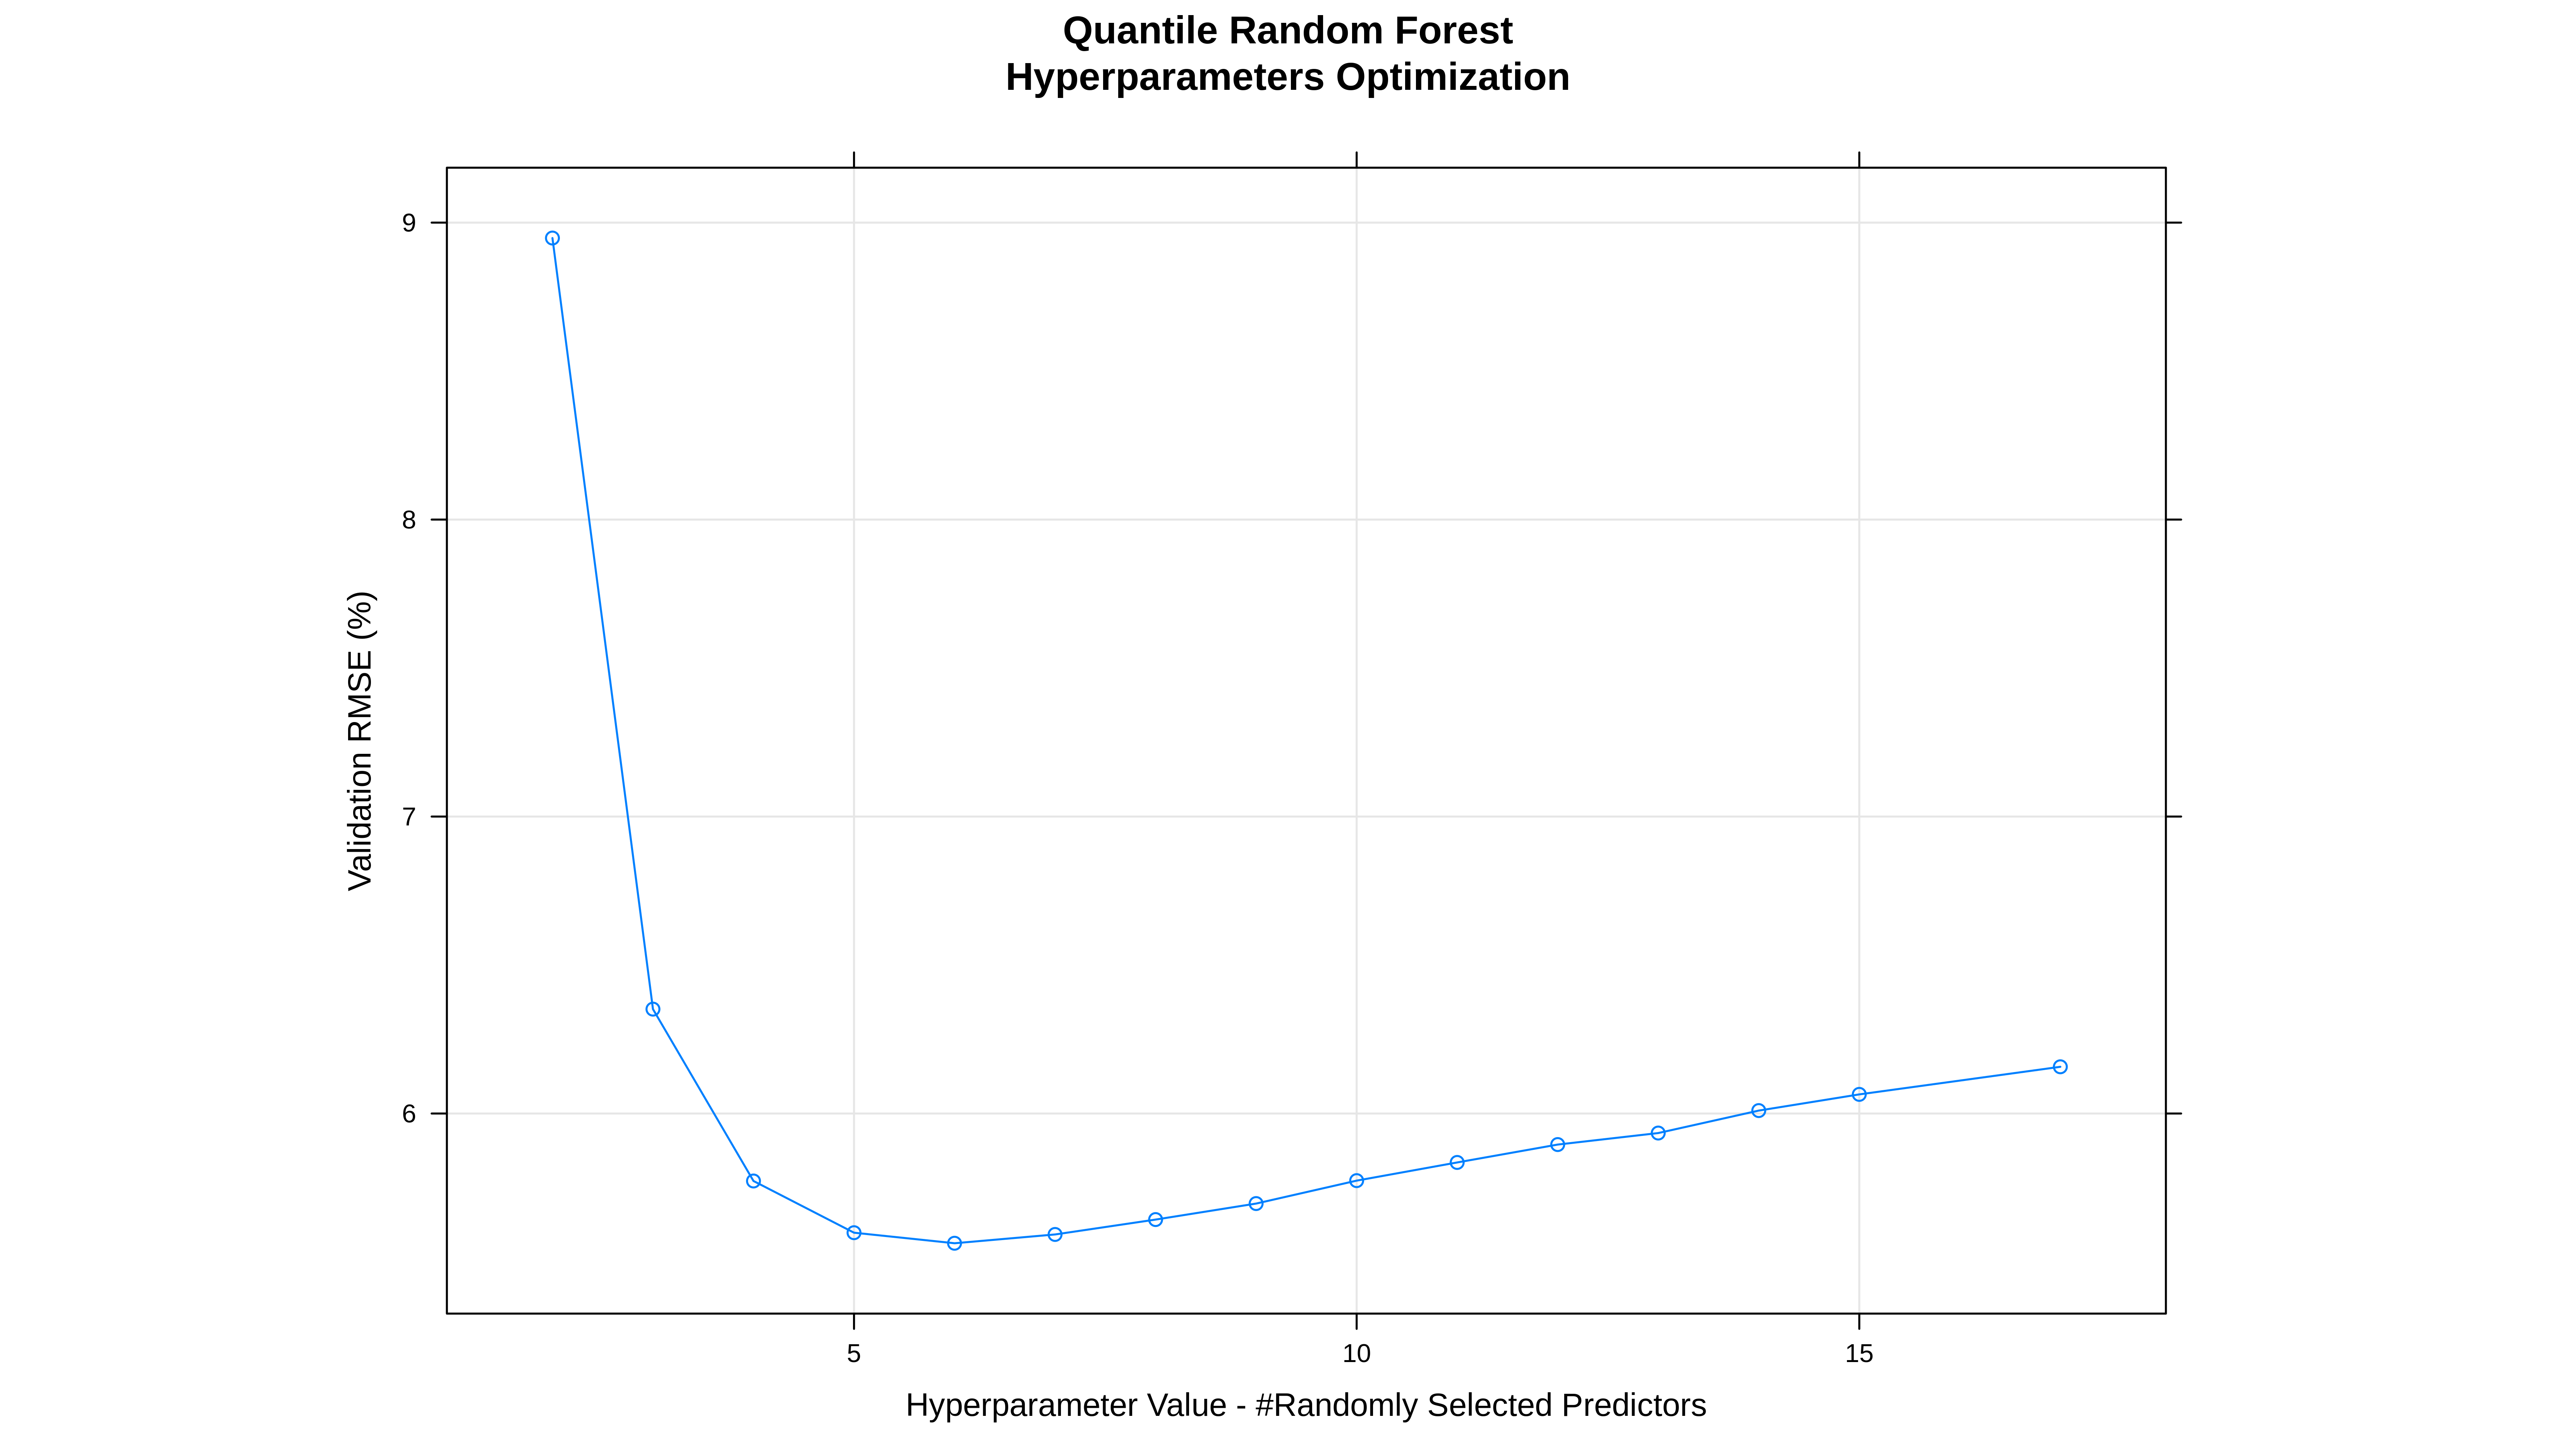 Quantile Random Forest
Hyperparameters Optimization
9
8
7
6
Validation RMSE (%)
5 10 15
Hyperparameter Value - #Randomly Selected Predictors